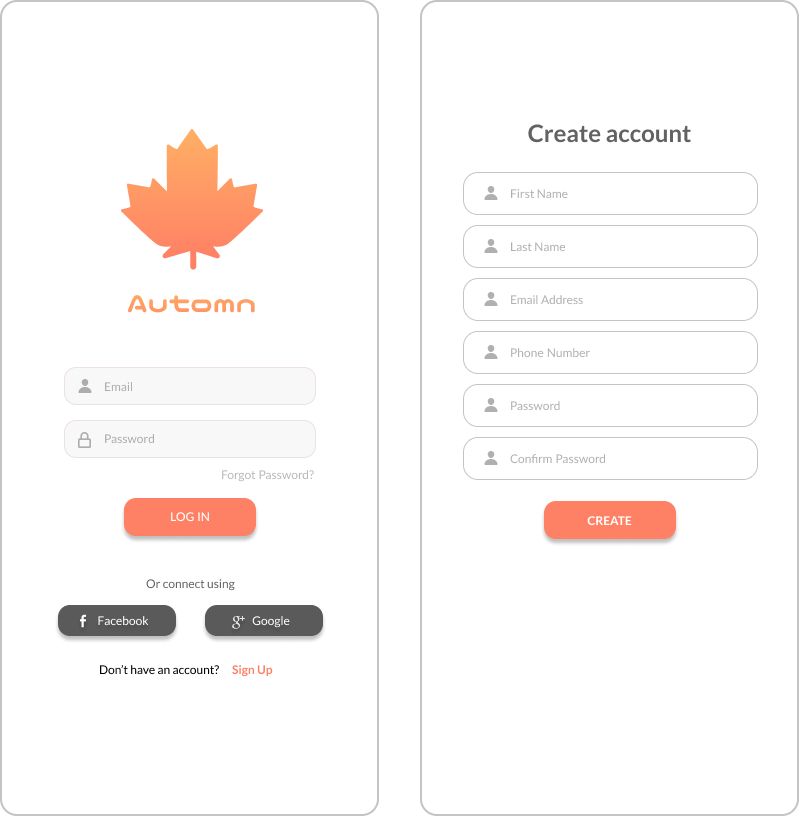 Automn
Email
Password
Forgot Password?
LOG IN
Or connect using
Facebook
Google
Don't have an account? Sign Up
Create account
First Name
Last Name
Email Address
Phone Number
Password
Confirm Password
CREATE